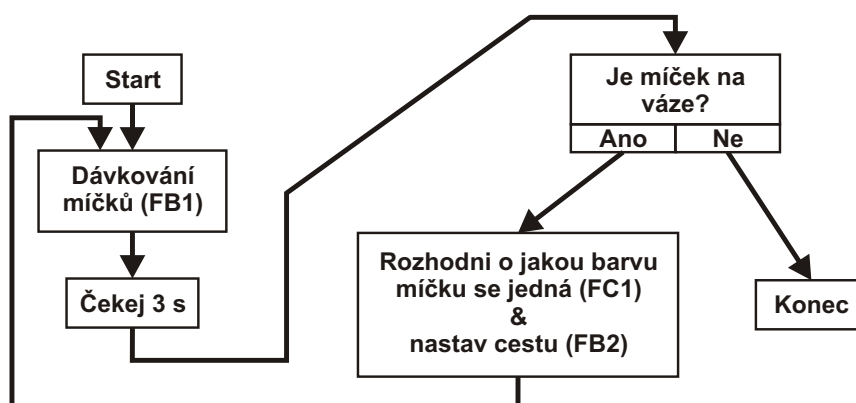 Start
Dávkování
míčků (FB1)
Čekej 3 s
Je míček na
váze?
Ano
Ne
Rozhodni o jakou barvu
míčku se jedná (FC1)
&
nastav cestu (FB2)
Konec